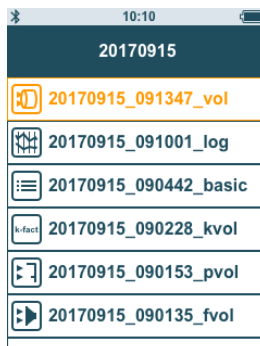 10:10
20170915
20170915_091347_vol
20170915_091001_log
20170915_090442_basic
k-fact 20170915_090228_kvol
20170915_090153_pvol
20170915_090135_fvol